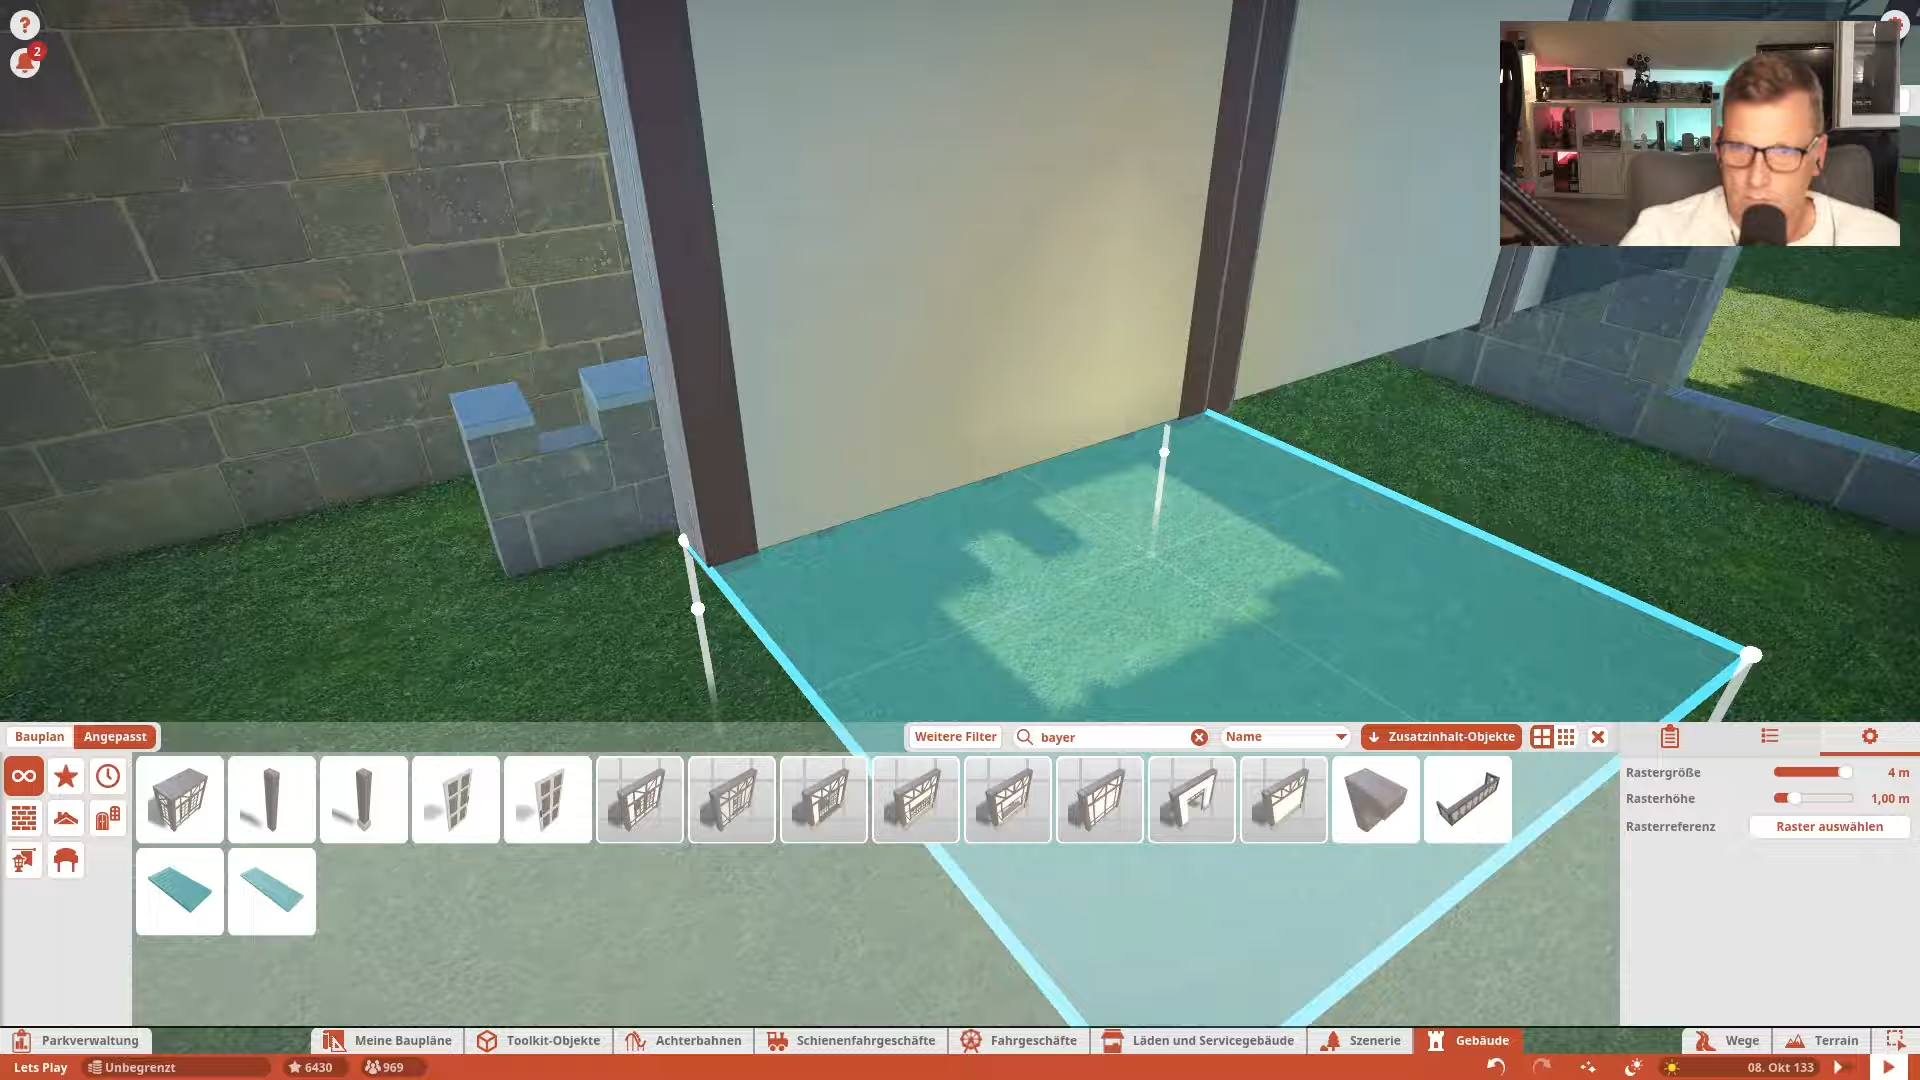 ?
2
Bauplan Angepasst
Weitere Filter bayer Name Zusatzinhalt-Objekte
Rastergröße 4 m
Rasterhöhe 1,00 m
Rasterreferenz Raster auswählen
Parkverwaltung Meine Baupläne Toolkit-Objekte Achterbahnen Schienenfahrgeschäfte Fahrgeschäfte Läden und Servicegebäude Szenerie Gebäude Wege Terrain
Lets Play Unbegrenzt 6430 969 08. Okt 133